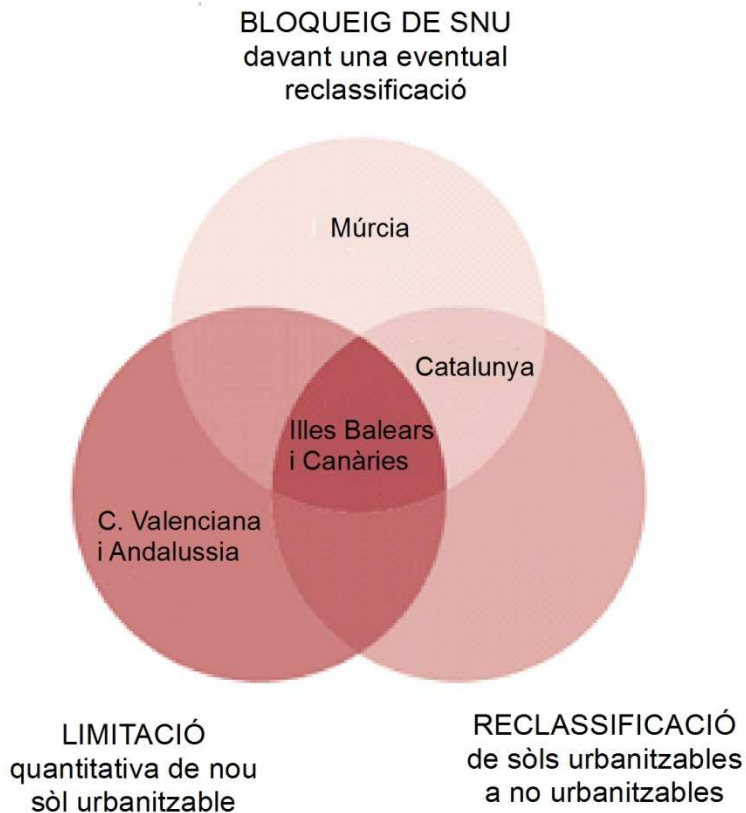 BLOQUEIG DE SNU
davant una eventual
reclassificació
Múrcia
Catalunya
Illes Balears
i Canàries
C. Valenciana
i Andalussia
LIMITACIÓ
quantitativa de nou
sòl urbanitzable
RECLASSIFICACIÓ
de sòls urbanitzables
a no urbanitzables